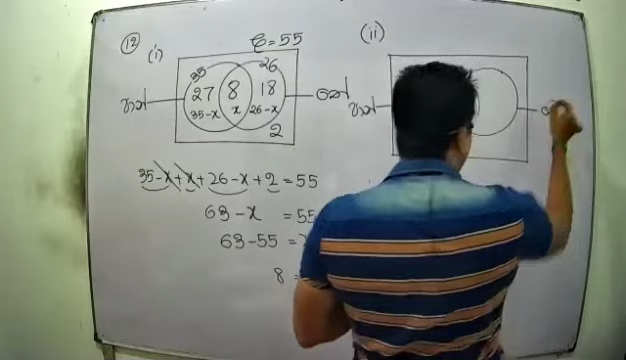 12 (i) ℰ=55
35 26
27 8 18
35-x x 26-x
පාන් තේ
2
35-x+x+26-x+2 = 55
63-x = 55
63-55 =
8 =
(ii)
පාන්